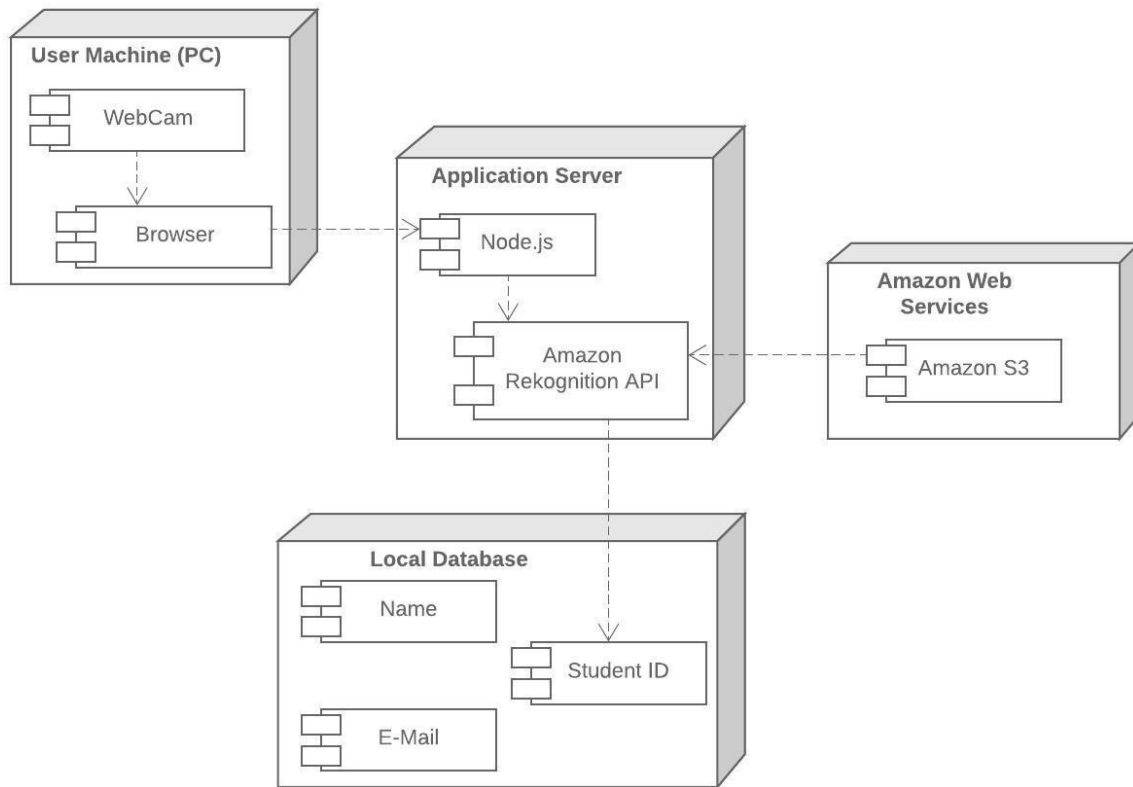 User Machine (PC)
WebCam
Browser
Application Server
Node.js
Amazon
Rekognition API
Amazon Web
Services
Amazon S3
Local Database
Name
Student ID
E-Mail